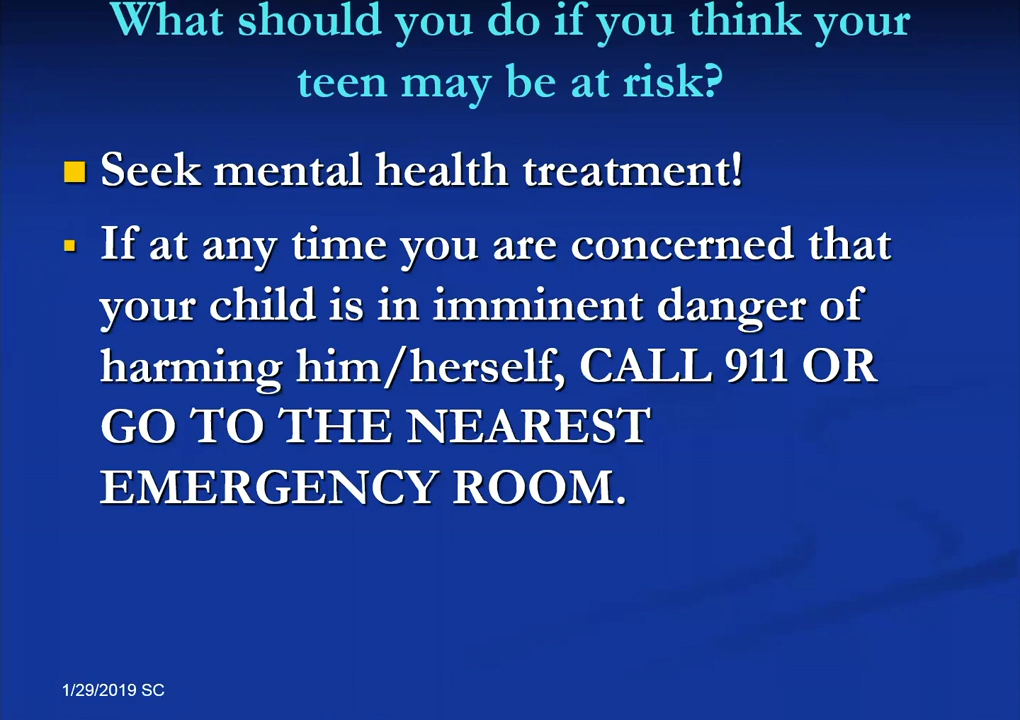 What should you do if you think your
teen may be at risk?
Seek mental health treatment!
If at any time you are concerned that
your child is in imminent danger of
harming him/herself, CALL 911 OR
GO TO THE NEAREST
EMERGENCY ROOM.
1/29/2019 SC